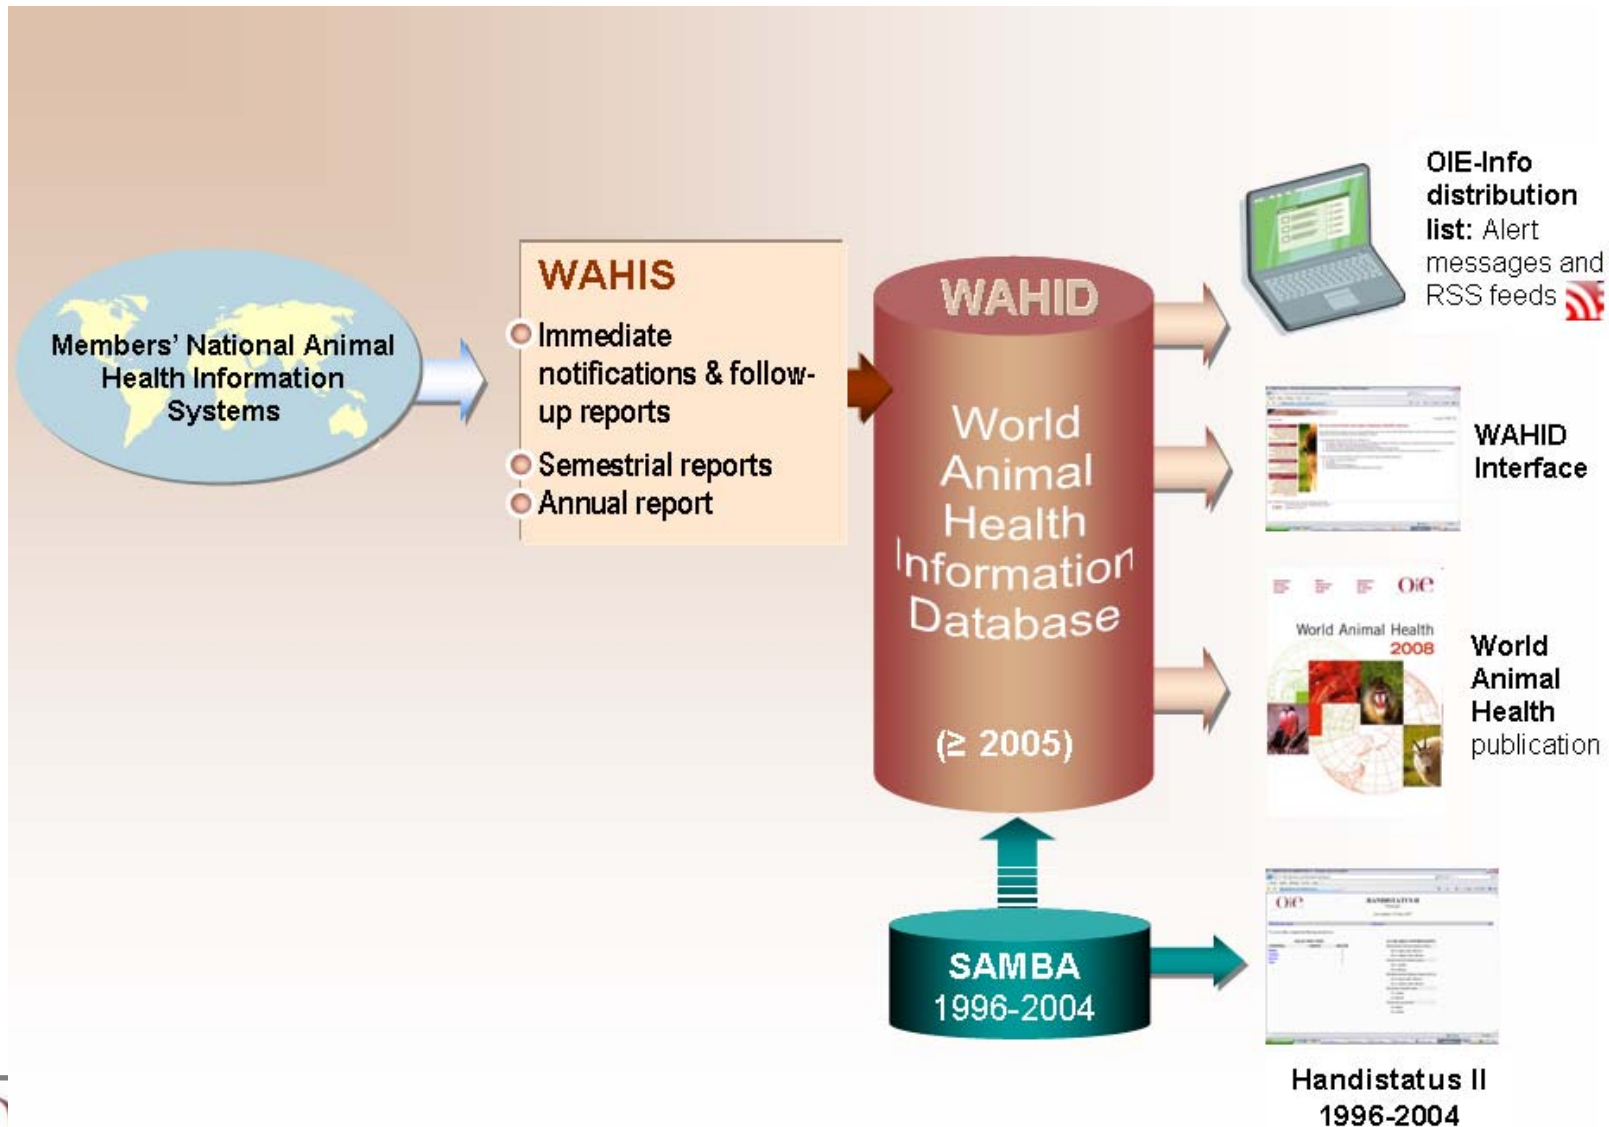 Members' National Animal
Health Information
Systems
WAHIS
Immediate
notifications & follow-
up reports
Semestrial reports
Annual report
WAHID
World
Animal
Health
Information
Database
(≥ 2005)
SAMBA
1996-2004
OIE-Info
distribution
list: Alert
messages and
RSS feeds
WAHID
Interface
Oie
World Animal Health
2008
World
Animal
Health
publication
Oie
HANDISTATUS II
Handistatus II
1996-2004